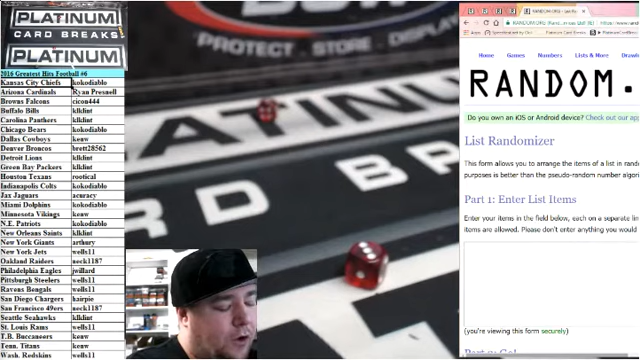 PLATINUM
CARD BREAKS
PLATINUM
2016 Greatest Hits Football #6
Kansas City Chiefs kokodiablo
Arizona Cardinals Ryan Presnell
Browns Falcons cicon444
Buffalo Bills klklint
Carolina Panthers klklint
Chicago Bears kokodiablo
Dallas Cowboys kenw
Denver Broncos brett28562
Detroit Lions klklint
Green Bay Packers klklint
Houston Texans rootical
Indianapolis Colts kokodiablo
Jax Jaguars acuracy
Miami Dolphins kokodiablo
Minnesota Vikings kenw
N.E. Patriots kokodiablo
New Orleans Saints klklint
New York Giants arthury
New York Jets wells11
Oakland Raiders neck1187
Philadelphia Eagles jwillard
Pittsburgh Steelers wells11
Ravens Bengals wells11
San Diego Chargers hairpie
San Francisco 49ers neck1187
Seattle Seahawks klklint
St. Louis Rams wells11
T.B. Buccaneers kenw
Tenn. Titans kenw
Wash. Redskins wells11
PROTECT · STORE · DISPLAY
ATINU
RD BR
Home Games Numbers Lists & More
RANDOM.
Do you own an iOS or Android device? Check out our app
List Randomizer
This form allows you to arrange the items of a list in rand
purposes is better than the pseudo-random number algori
Part 1: Enter List Items
Enter your items in the field below, each on a separate lin
items are allowed. Please don't enter anything you would
(you're viewing this form securely)